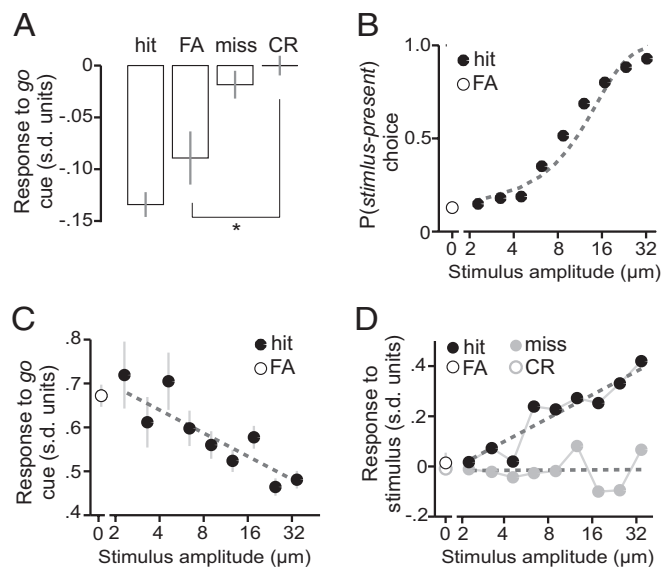 A
hit FA miss CR
0
-.05
-.10
-.15
Response to go
cue (s.d. units)
*
B
1.0
0.5
0
P(stimlus-present)
choice
hit
FA
0 2 4 8 16 32
Stimulus amplitude (µm)
C
.8
.7
.6
.5
.4
Response to go
cue (s.d. units)
hit
FA
0 2 4 8 16 32
Stimulus amplitude (µm)
D
hit miss
FA CR
.4
.2
0
-.2
Response to
stimulus (s.d. units)
0 2 4 8 16 32
Stimulus amplitude (µm)